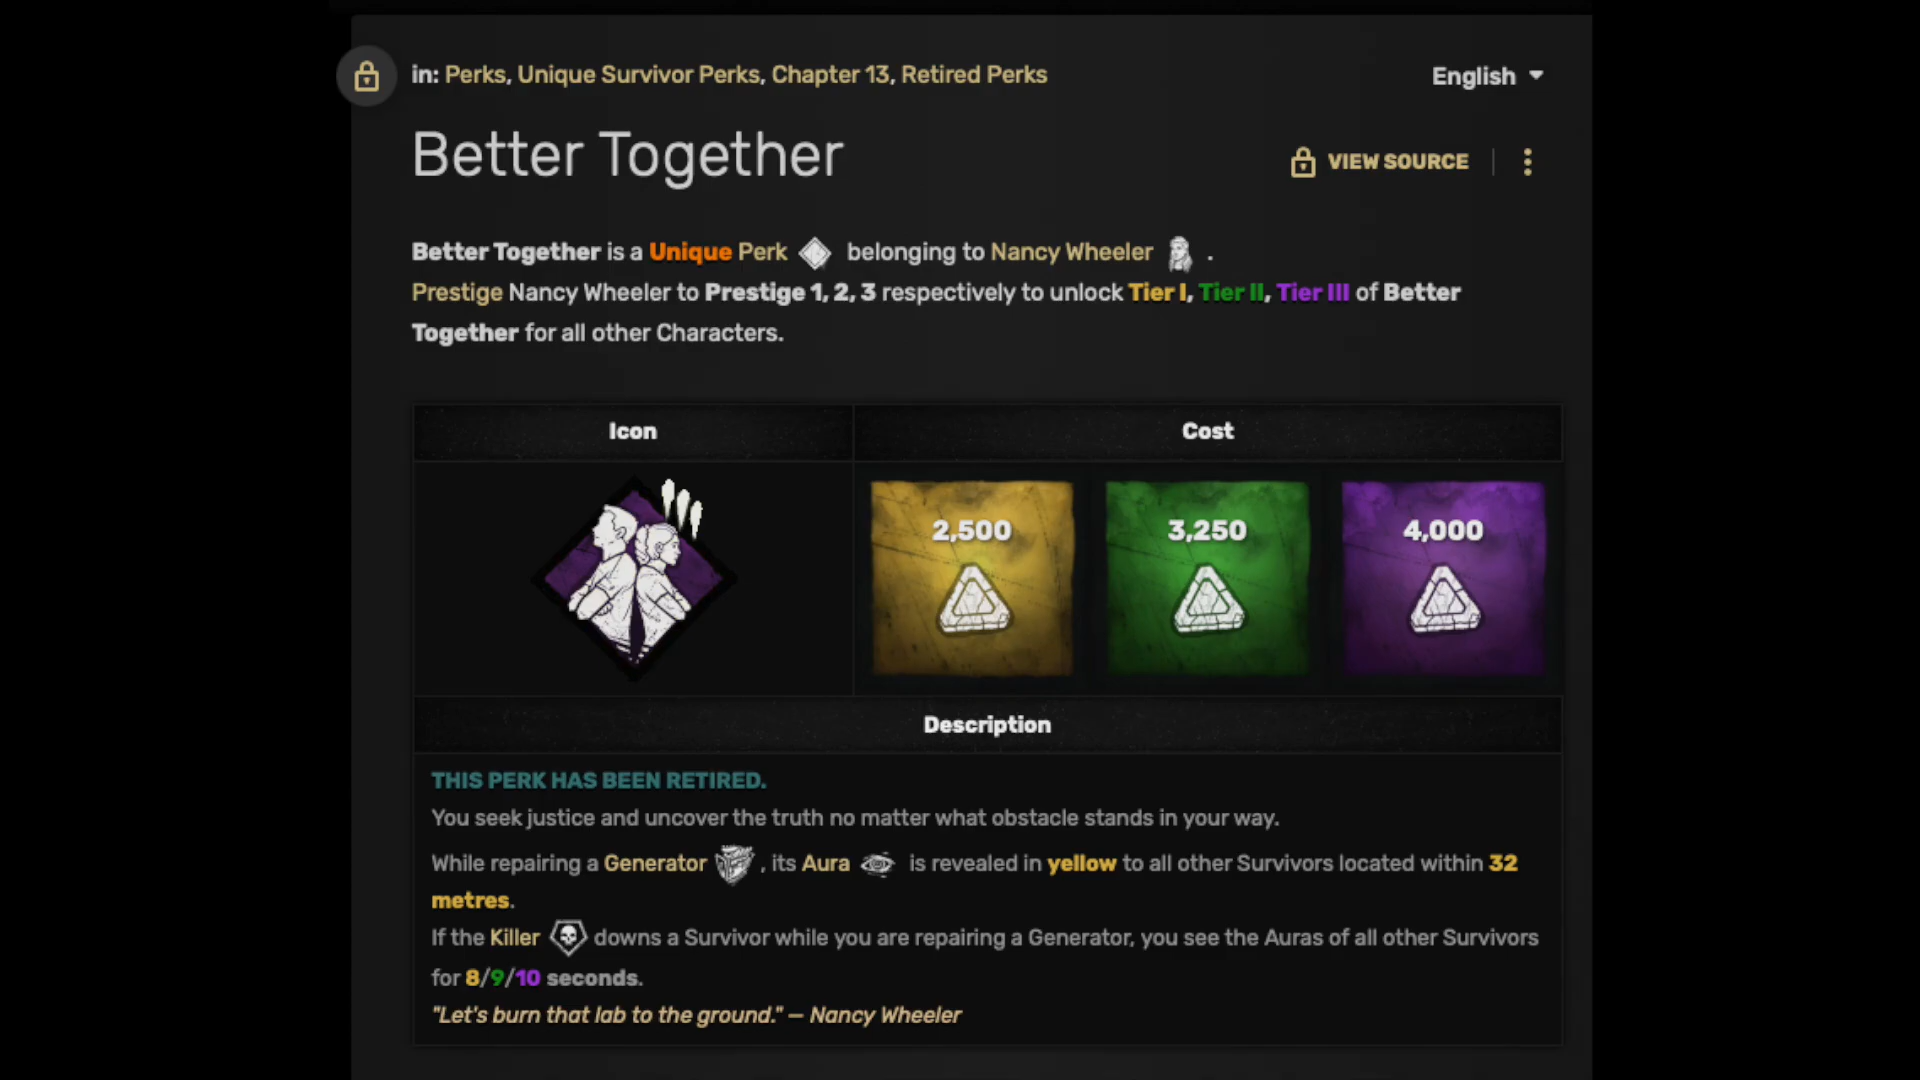 in: Perks, Unique Survivor Perks, Chapter 13, Retired Perks
English
Better Together
VIEW SOURCE
Better Together is a Unique Perk belonging to Nancy Wheeler .
Prestige Nancy Wheeler to Prestige 1, 2, 3 respectively to unlock Tier I, Tier II, Tier III of Better
Together for all other Characters.
Icon
Cost
2,500
3,250
4,000
Description
THIS PERK HAS BEEN RETIRED.
You seek justice and uncover the truth no matter what obstacle stands in your way.
While repairing a Generator , its Aura is revealed in yellow to all other Survivors located within 32
metres.
If the Killer downs a Survivor while you are repairing a Generator, you see the Auras of all other Survivors
for 8/9/10 seconds.
"Let's burn that lab to the ground." — Nancy Wheeler